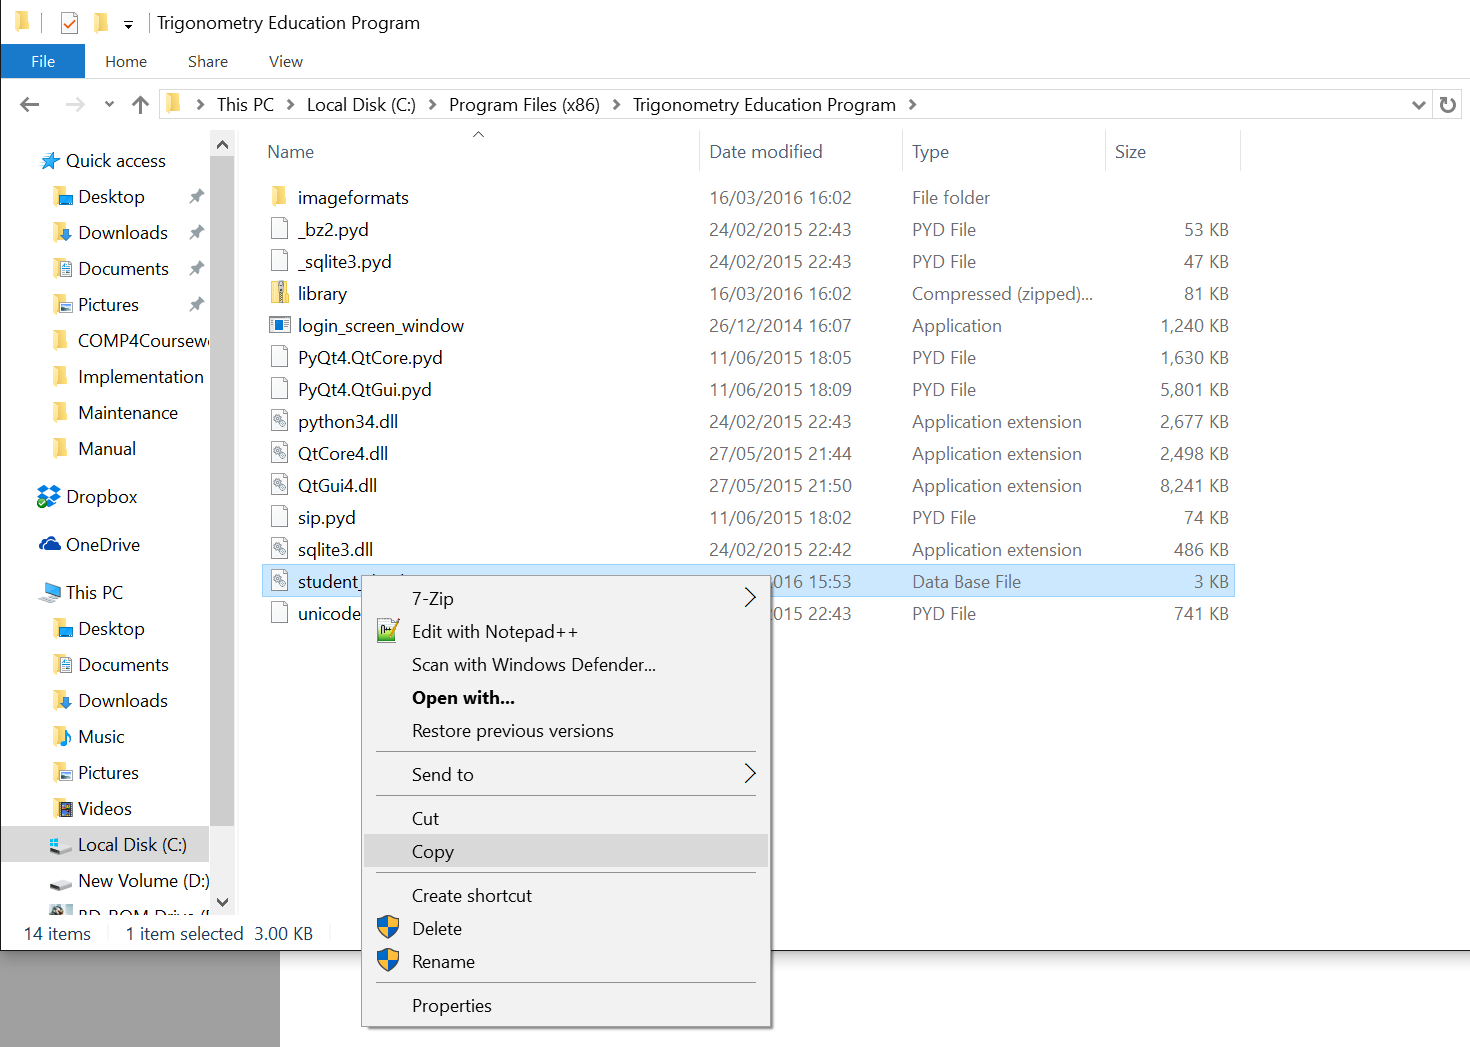 Trigonometry Education Program
File Home Share View
This PC Local Disk (C:) Program Files (x86) Trigonometry Education Program
Name Date modified Type Size
Quick access
Desktop
Downloads
Documents
Pictures
COMP4Coursew
Implementation
Maintenance
Manual
Dropbox
OneDrive
This PC
Desktop
Documents
Downloads
Music
Pictures
Videos
Local Disk (C:)
New Volume (D:)
imageformats 16/03/2016 16:02 File folder
_bz2.pyd 24/02/2015 22:43 PYD File 53 KB
_sqlite3.pyd 24/02/2015 22:43 PYD File 47 KB
library 16/03/2016 16:02 Compressed (zipped)... 81 KB
login_screen_window 26/12/2014 16:07 Application 1,240 KB
PyQt4.QtCore.pyd 11/06/2015 18:05 PYD File 1,630 KB
PyQt4.QtGui.pyd 11/06/2015 18:09 PYD File 5,801 KB
python34.dll 24/02/2015 22:43 Application extension 2,677 KB
QtCore4.dll 27/05/2015 21:44 Application extension 2,498 KB
QtGui4.dll 27/05/2015 21:50 Application extension 8,241 KB
sip.pyd 11/06/2015 18:02 PYD File 74 KB
sqlite3.dll 24/02/2015 22:42 Application extension 486 KB
student_ 016 15:53 Data Base File 3 KB
unicode 015 22:43 PYD File 741 KB
7-Zip
Edit with Notepad++
Scan with Windows Defender...
Open with...
Restore previous versions
Send to
Cut
Copy
Create shortcut
Delete
Rename
Properties
14 items 1 item selected 3.00 KB